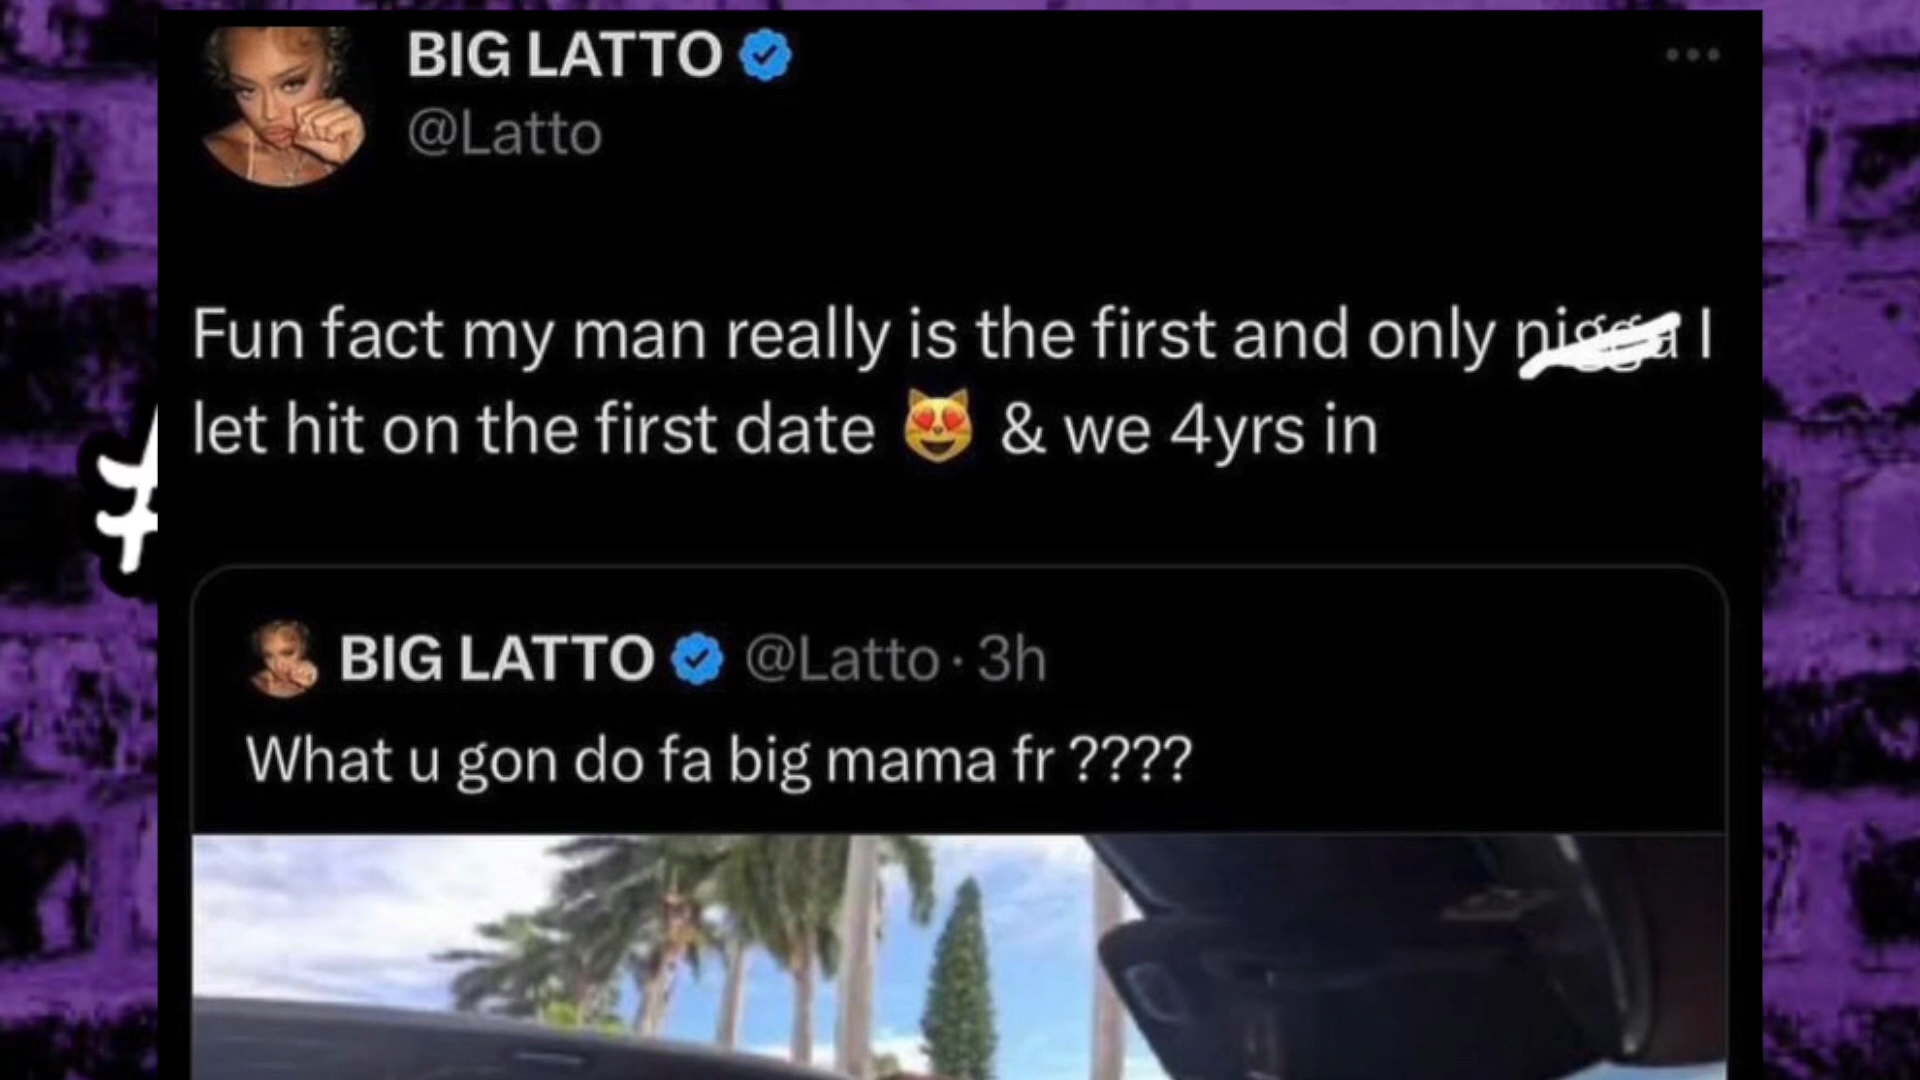 BIG LATTO
@Latto
Fun fact my man really is the first and only nigga I
let hit on the first date 😻 & we 4yrs in
BIG LATTO @Latto · 3h
What u gon do fa big mama fr ????